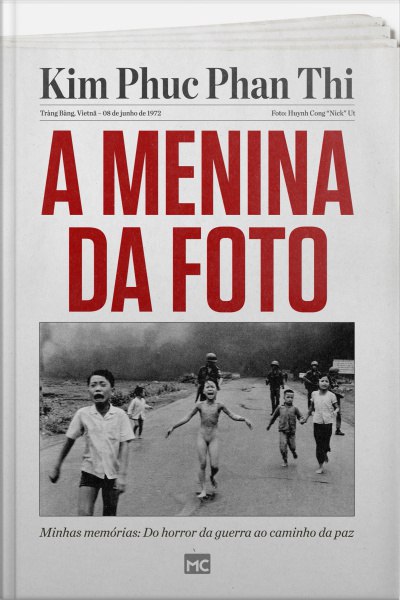 Kim Phuc Phan Thi
Trảng Bàng, Vietnã – 08 de junho de 1972
Foto: Huynh Cong "Nick" Ut
A MENINA
DA FOTO
Minhas memórias: Do horror da guerra ao caminho da paz
MC